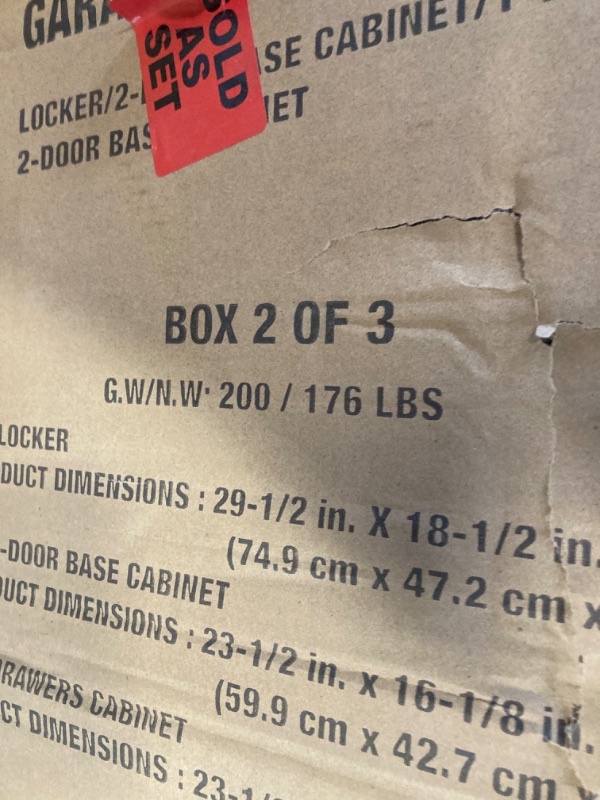 GARA
LOCKER/2- SE CABINET/
2-DOOR BAS ET
SOLD
AS
SET
BOX 2 OF 3
G.W/N.W· 200 / 176 LBS
LOCKER
DUCT DIMENSIONS : 29-1/2 in. X 18-1/2 in.
(74.9 cm x 47.2 cm x
-DOOR BASE CABINET
DUCT DIMENSIONS : 23-1/2 in. x 16-1/8 in.
(59.9 cm x 42.7 cm
RAWERS CABINET
CT DIMENSIONS : 23-1/